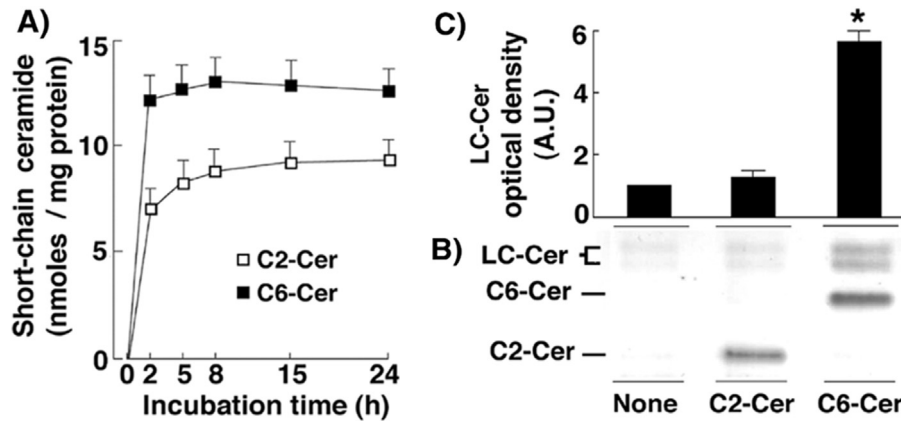 A)
Short-chain ceramide
(nmoles / mg protein)
15
10
5
0
0 2 5 8 15 24
Incubation time (h)
C2-Cer
C6-Cer
C)
LC-Cer
optical density
(A.U.)
6
4
2
0
*
B)
LC-Cer
C6-Cer
C2-Cer
None C2-Cer C6-Cer